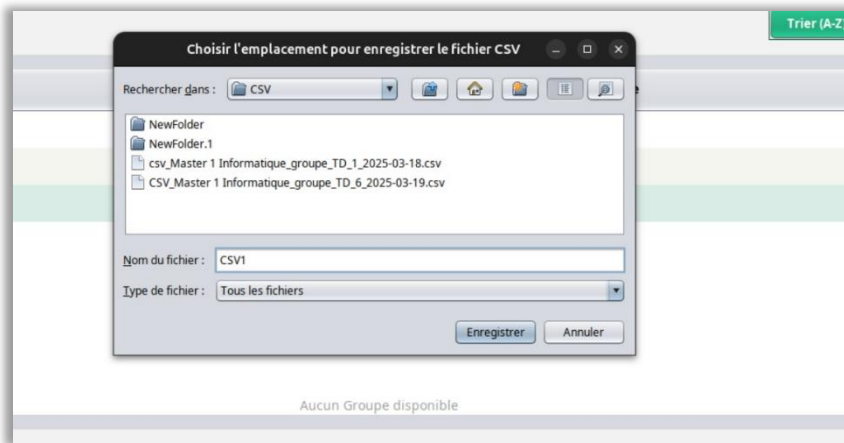 Trier (A-Z)
Choisir l'emplacement pour enregistrer le fichier CSV
Rechercher dans :
CSV
NewFolder
NewFolder.1
csv_Master 1 Informatique_groupe_TD_1_2025-03-18.csv
CSV_Master 1 Informatique_groupe_TD_6_2025-03-19.csv
Nom du fichier :
CSV1
Type de fichier :
Tous les fichiers
Enregistrer
Annuler
Aucun Groupe disponible